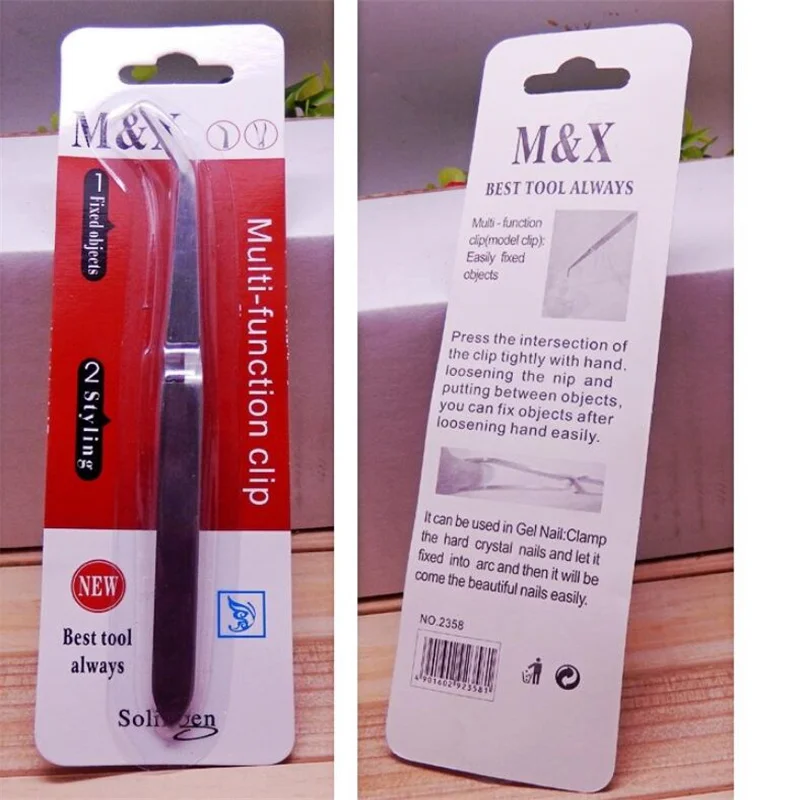 M&X
1 Fixed objects
Multi-function clip
2 Styling
NEW
Best tool
always
Solingen
M&X
BEST TOOL ALWAYS
Multi - function
clip(model clip):
Easily fixed
objects
Press the intersection of
the clip tightly with hand.
loosening the nip and
putting between objects,
you can fix objects after
loosening hand easily.
It can be used in Gel Nail:Clamp
the hard crystal nails and let it
fixed into arc and then it will be
come the beautiful nails easily.
NO.2358
4 901602 923581